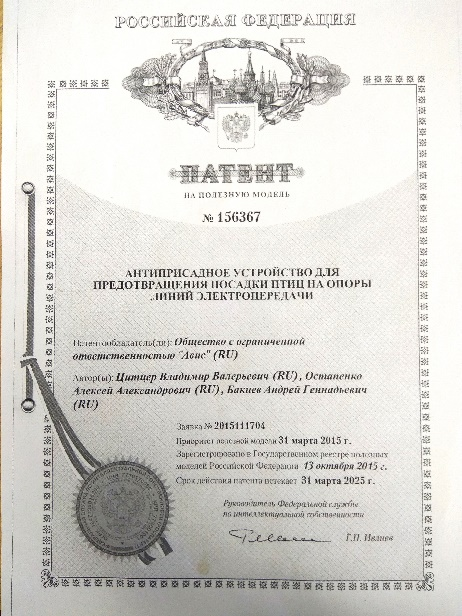 РОССИЙСКАЯ ФЕДЕРАЦИЯ
ПАТЕНТ
НА ПОЛЕЗНУЮ МОДЕЛЬ
№ 156367
АНТИПРИСАДНОЕ УСТРОЙСТВО ДЛЯ
ПРЕДОТВРАЩЕНИЯ ПОСАДКИ ПТИЦ НА ОПОРЫ
ЛИНИЙ ЭЛЕКТРОПЕРЕДАЧИ
Патентообладатель(ли): Общество с ограниченной
ответственностью "Авис" (RU)
Автор(ы): Цитцер Владимир Валерьевич (RU), Остапенко
Алексей Александрович (RU), Бакиев Андрей Геннадьевич
(RU)
Заявка № 2015111704
Приоритет полезной модели 31 марта 2015 г.
Зарегистрировано в Государственном реестре полезных
моделей Российской Федерации 13 октября 2015 г.
Срок действия патента истекает 31 марта 2025 г.
Руководитель Федеральной службы
по интеллектуальной собственности
Г.П. Ивлиев